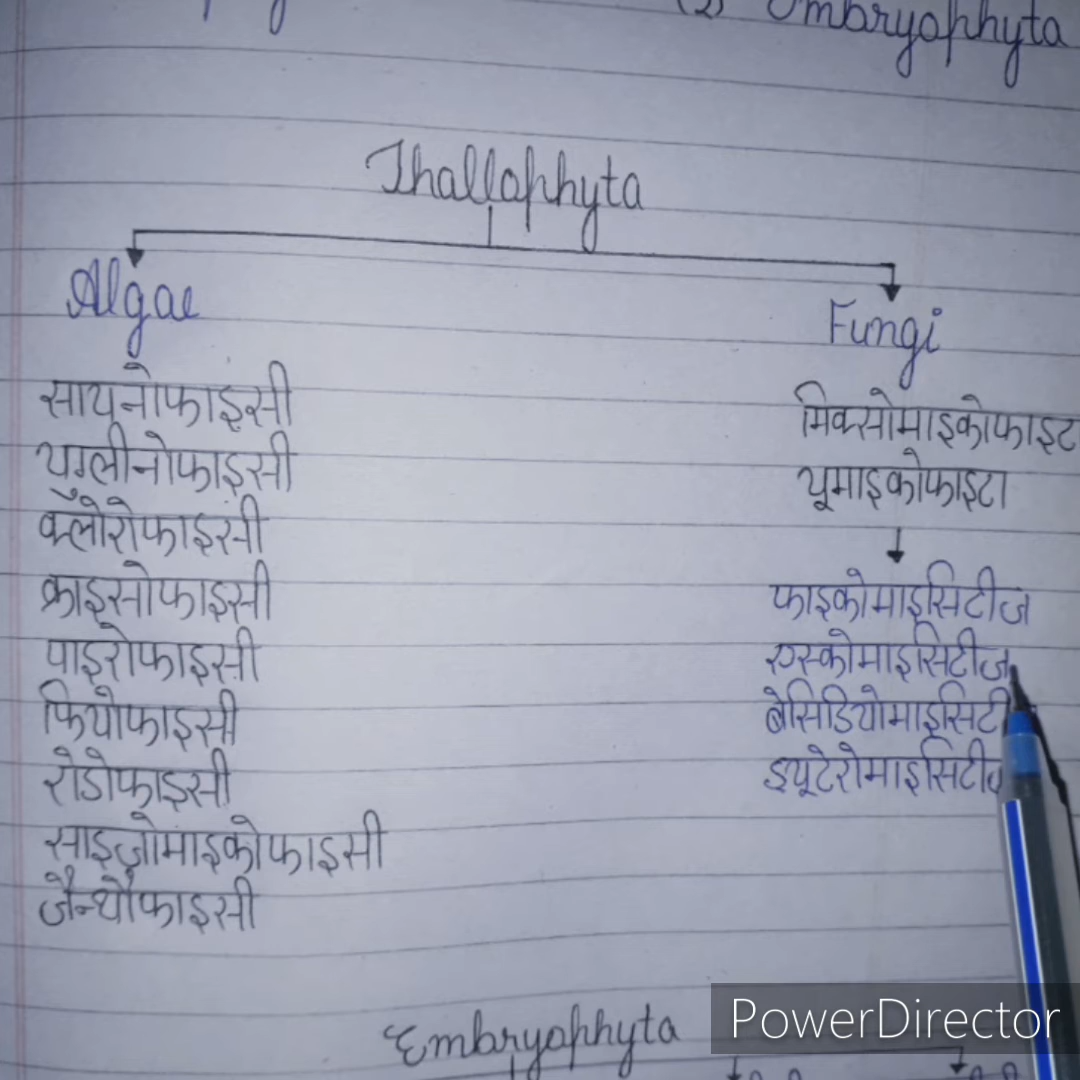 (2) Embryophyta
Thallophyta
Algae
Fungi
सायनोफाइसी
यूग्लीनोफाइसी
क्लोरोफाइसी
क्राइसोफाइसी
पाइरोफाइसी
फियोफाइसी
रोडोफाइसी
साइजोमाइकोफाइसी
जैन्थौफाइसी
मिक्सोमाइकोफाइट
यूमाइकोफाइटा
फाइकोमाइसिटीज
एस्कोमाइसिटीज
बेसिडियोमाइसिटी
ड्यूटेरोमाइसिटीज
Embryophyta
PowerDirector